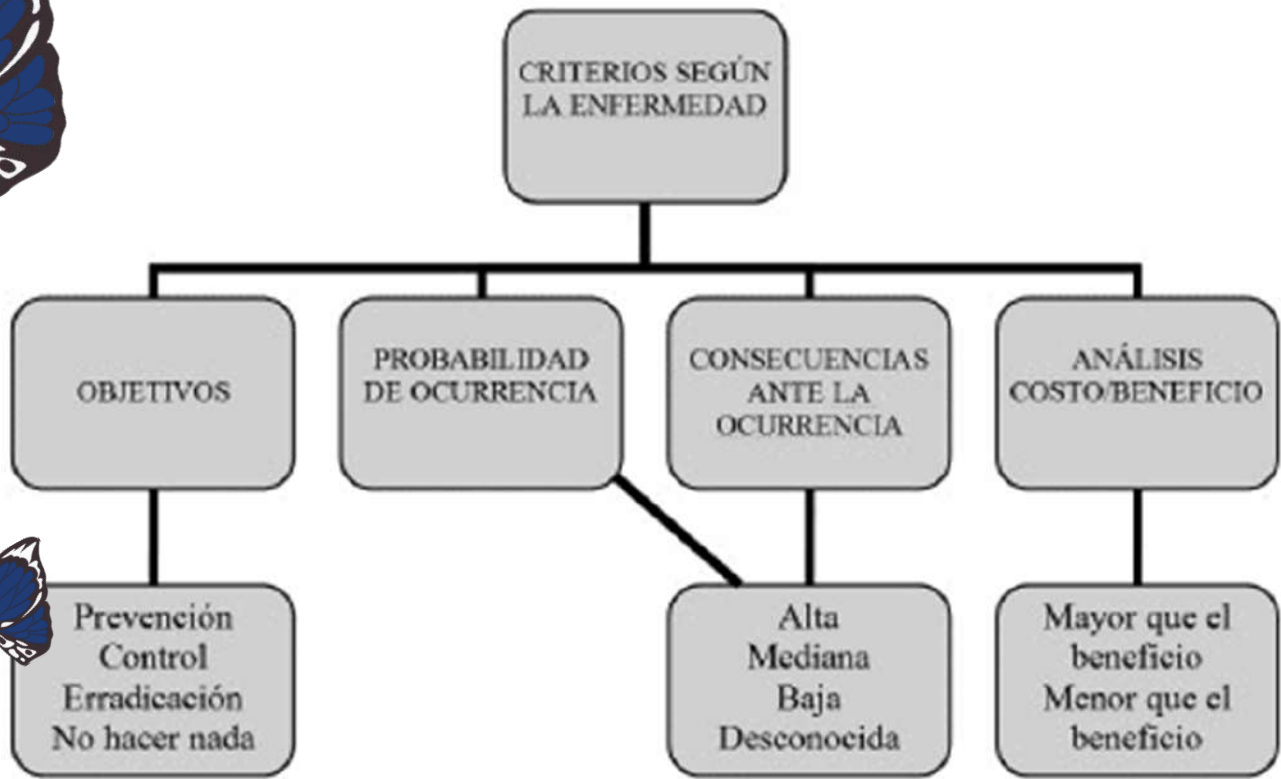 CRITERIOS SEGÚN
LA ENFERMEDAD
OBJETIVOS
PROBABILIDAD
DE OCURRENCIA
CONSECUENCIAS
ANTE LA
OCURRENCIA
ANÁLISIS
COSTO/BENEFICIO
Prevención
Control
Erradicación
No hacer nada
Alta
Mediana
Baja
Desconocida
Mayor que el
beneficio
Menor que el
beneficio